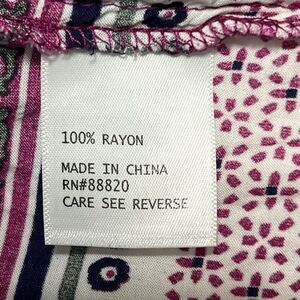 100% RAYON
MADE IN CHINA
RN#88820
CARE SEE REVERSE